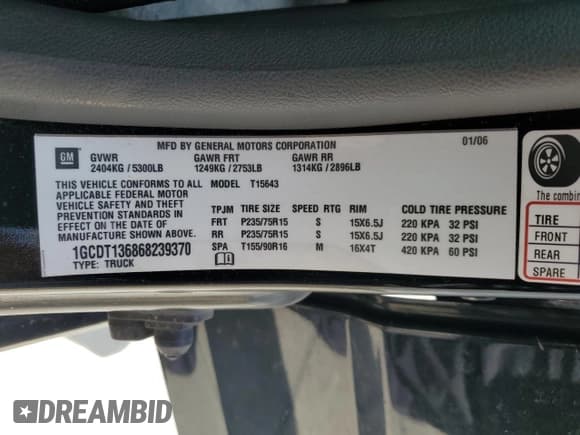 MFD BY GENERAL MOTORS CORPORATION 01/06
GM
GVWR GAWR FRT GAWR RR
2404KG / 5300LB 1249KG / 2753LB 1314KG / 2896LB
THIS VEHICLE CONFORMS TO ALL MODEL T15643
APPLICABLE FEDERAL MOTOR
VEHICLE SAFETY AND THEFT
PREVENTION STANDARDS IN
EFFECT ON THE DATE OF
MANUFACTURE SHOWN ABOVE.
1GCDT136868239370
TYPE: TRUCK
TPJM TIRE SIZE SPEED RTG RIM COLD TIRE PRESSURE
FRT P235/75R15 S 15X6.5J 220 KPA 32 PSI
RR P235/75R15 S 15X6.5J 220 KPA 32 PSI
SPA T155/90R16 M 16X4T 420 KPA 60 PSI
The combin
TIRE
FRONT
REAR
SPARE
DREAMBID